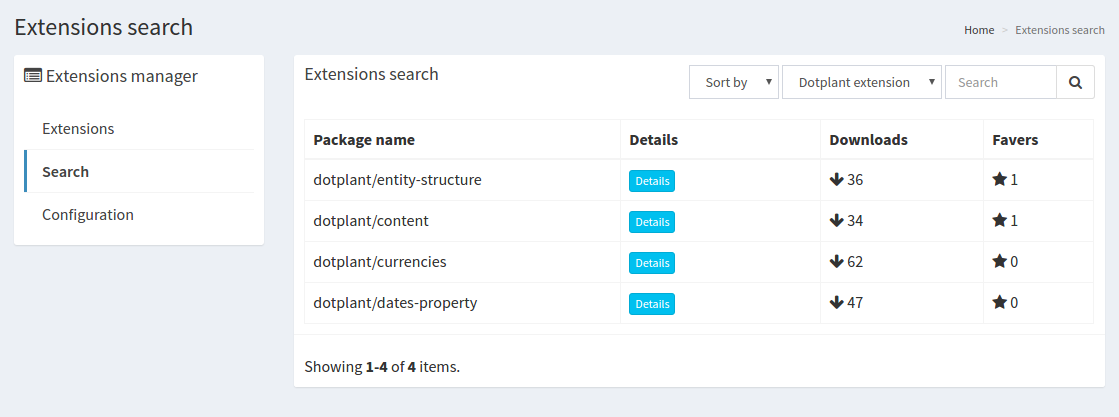 Extensions search
Home > Extensions search
Extensions manager
Extensions
Search
Configuration
Extensions search
Sort by
Dotplant extension
Search
Package name Details Downloads Favers
dotplant/entity-structure Details 36 1
dotplant/content Details 34 1
dotplant/currencies Details 62 0
dotplant/dates-property Details 47 0
Showing 1-4 of 4 items.